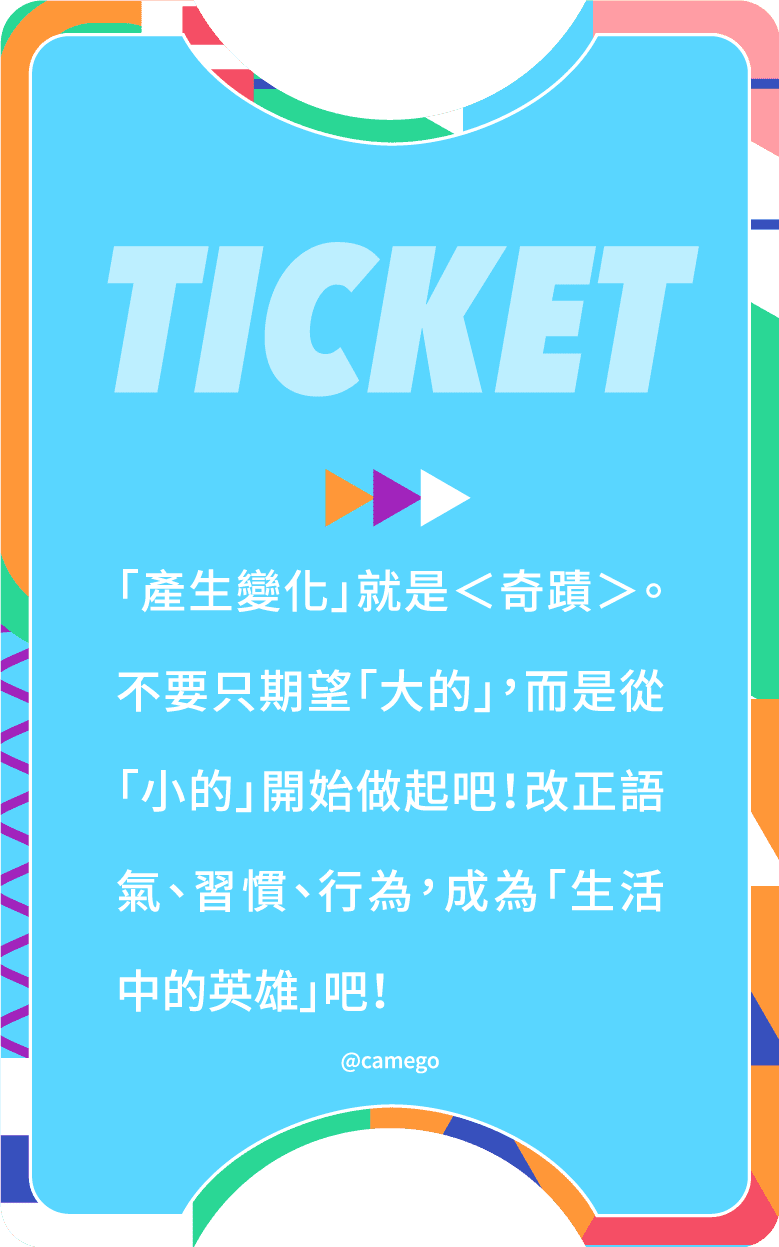 TICKET
「產生變化」就是＜奇蹟＞。
不要只期望「大的」，而是從
「小的」開始做起吧！改正語
氣、習慣、行為，成為「生活
中的英雄」吧！
@camego